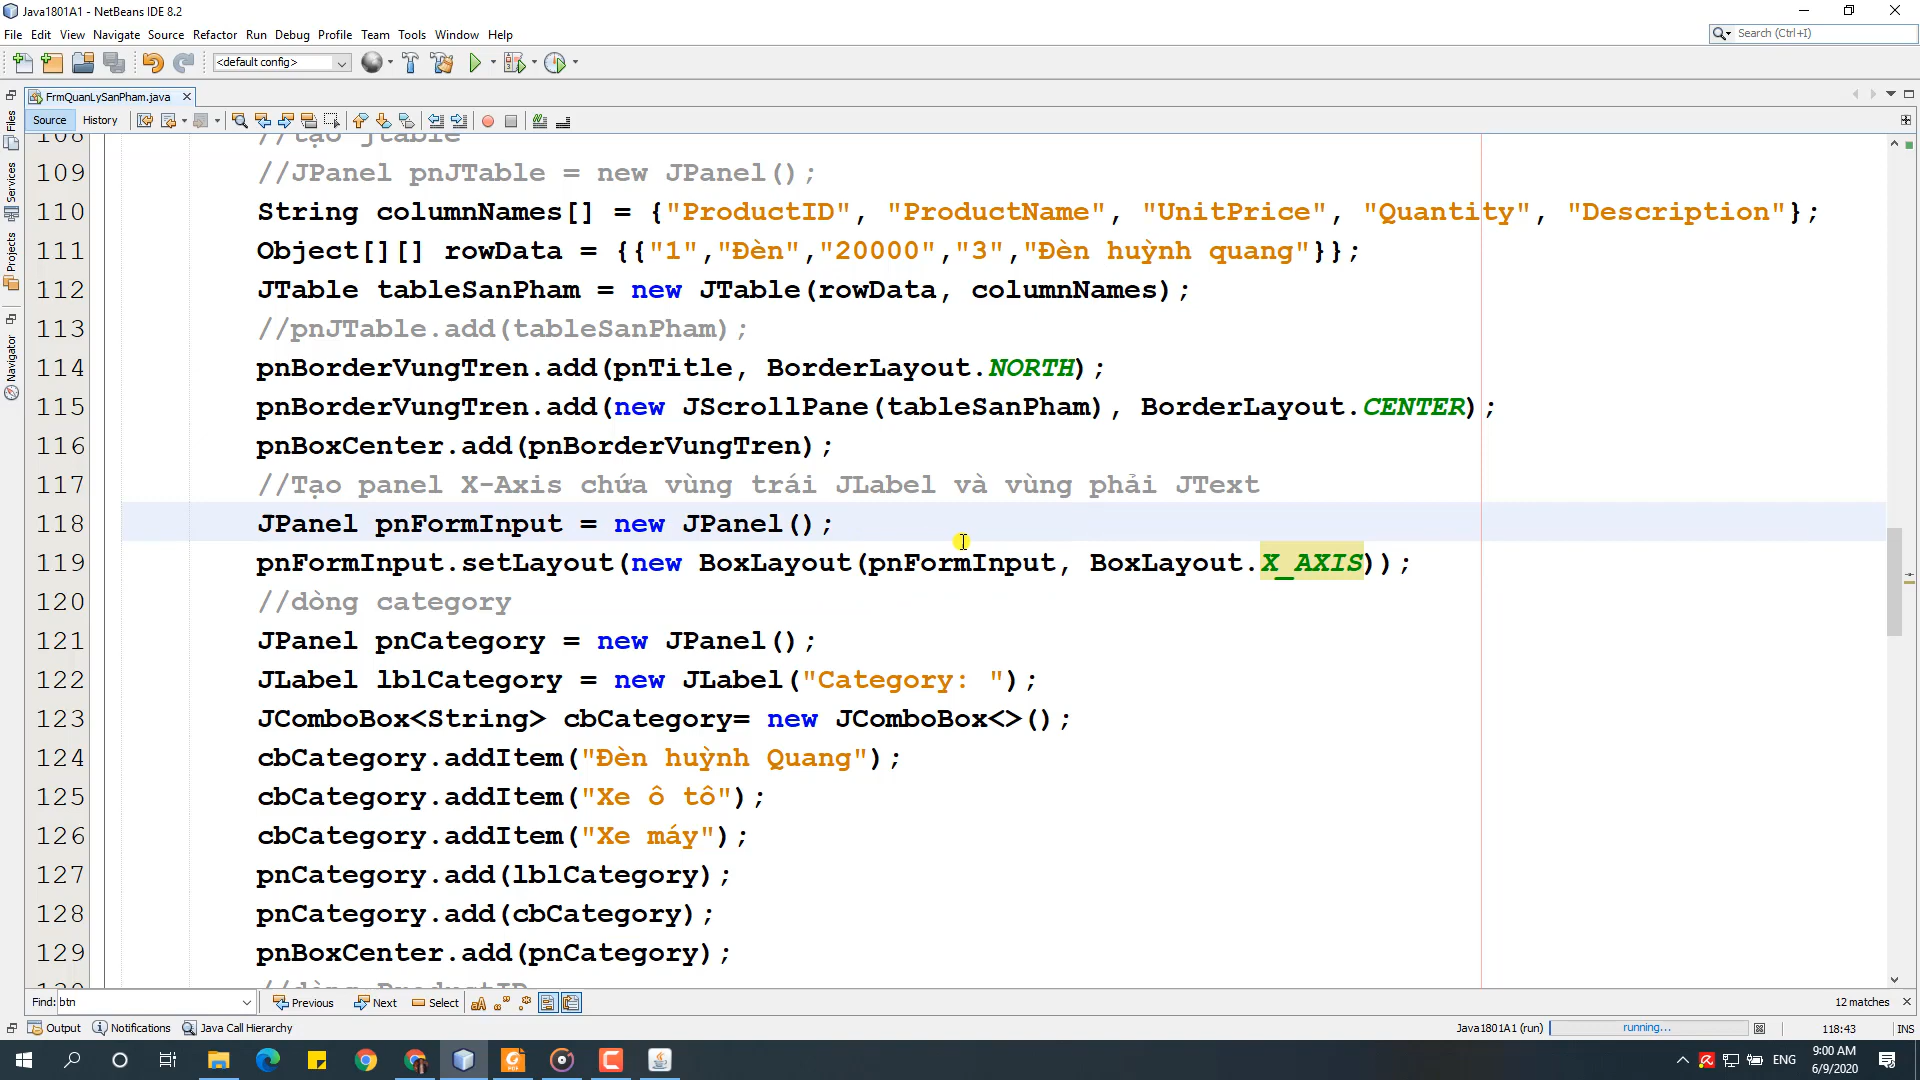 Java1801A1 - NetBeans IDE 8.2
File Edit View Navigate Source Refactor Run Debug Profile Team Tools Window Help
Search (Ctrl+I)
<default config>
FrmQuanLySanPham.java
Source History
Files
Services
Projects
Navigator
108 //tạo jtable
109 //JPanel pnJTable = new JPanel();
110 String columnNames[] = {"ProductID", "ProductName", "UnitPrice", "Quantity", "Description"};
111 Object[][] rowData = {{"1","Đèn","20000","3","Đèn huỳnh quang"}};
112 JTable tableSanPham = new JTable(rowData, columnNames);
113 //pnJTable.add(tableSanPham);
114 pnBorderVungTren.add(pnTitle, BorderLayout.NORTH);
115 pnBorderVungTren.add(new JScrollPane(tableSanPham), BorderLayout.CENTER);
116 pnBoxCenter.add(pnBorderVungTren);
117 //Tạo panel X-Axis chứa vùng trái JLabel và vùng phải JText
118 JPanel pnFormInput = new JPanel();
119 pnFormInput.setLayout(new BoxLayout(pnFormInput, BoxLayout.X_AXIS));
120 //dòng category
121 JPanel pnCategory = new JPanel();
122 JLabel lblCategory = new JLabel("Category: ");
123 JComboBox<String> cbCategory= new JComboBox<>();
124 cbCategory.addItem("Đèn huỳnh Quang");
125 cbCategory.addItem("Xe ô tô");
126 cbCategory.addItem("Xe máy");
127 pnCategory.add(lblCategory);
128 pnCategory.add(cbCategory);
129 pnBoxCenter.add(pnCategory);
130 //dòng ProductID
Find: btn Previous Next Select 12 matches
Output Notifications Java Call Hierarchy Java1801A1 (run) running... 118:43 INS
ENG
9:00 AM
6/9/2020